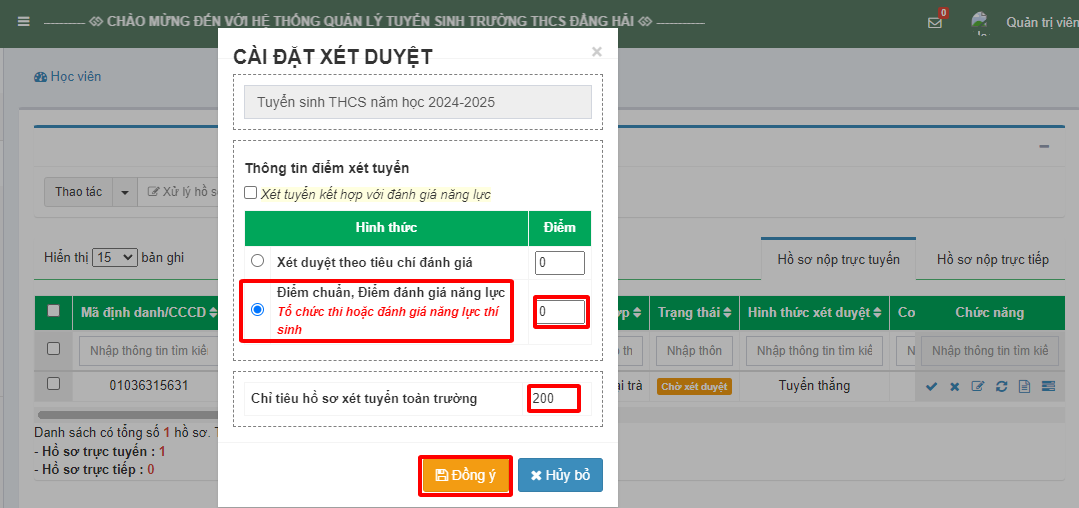 CHÀO MỪNG ĐẾN VỚI HỆ THỐNG QUẢN LÝ TUYỂN SINH TRƯỜNG THCS ĐẰNG HẢI
0
Quản trị viên
Học viên
CÀI ĐẶT XÉT DUYỆT
×
Tuyển sinh THCS năm học 2024-2025
Thông tin điểm xét tuyển
Xét tuyển kết hợp với đánh giá năng lực
Hình thức Điểm
Xét duyệt theo tiêu chí đánh giá 0
Điểm chuẩn, Điểm đánh giá năng lực 0
Tổ chức thi hoặc đánh giá năng lực thí
sinh
Chỉ tiêu hồ sơ xét tuyển toàn trường 200
Đồng ý
Hủy bỏ
Thao tác
Xử lý hồ s
Hiển thị 15 bản ghi
Hồ sơ nộp trực tuyến
Hồ sơ nộp trực tiếp
Mã định danh/CCCD Trạng thái Hình thức xét duyệt Chức năng
Nhập thông tin tìm kiế Nhập thôn Nhập thông tin tìm kiế Nhập thông tin tìm kiế
01036315631 ại trà Chờ xét duyệt Tuyển thẳng
Danh sách có tổng số 1 hồ sơ.
- Hồ sơ trực tuyến : 1
- Hồ sơ trực tiếp : 0